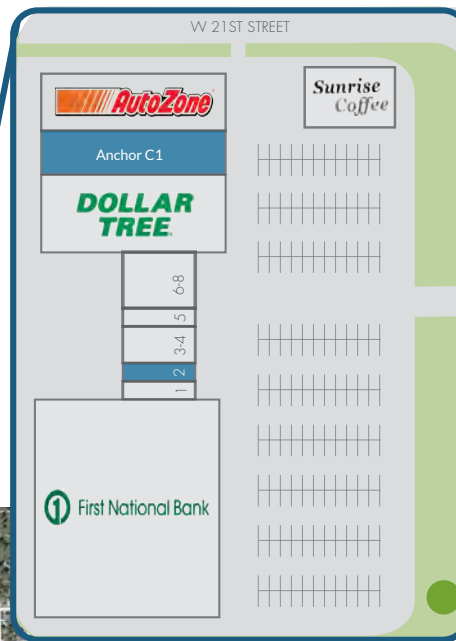 W 21ST STREET
AutoZone
Sunrise
Coffee
Anchor C1
DOLLAR
TREE
6-8
5
3-4
2
1
1 First National Bank